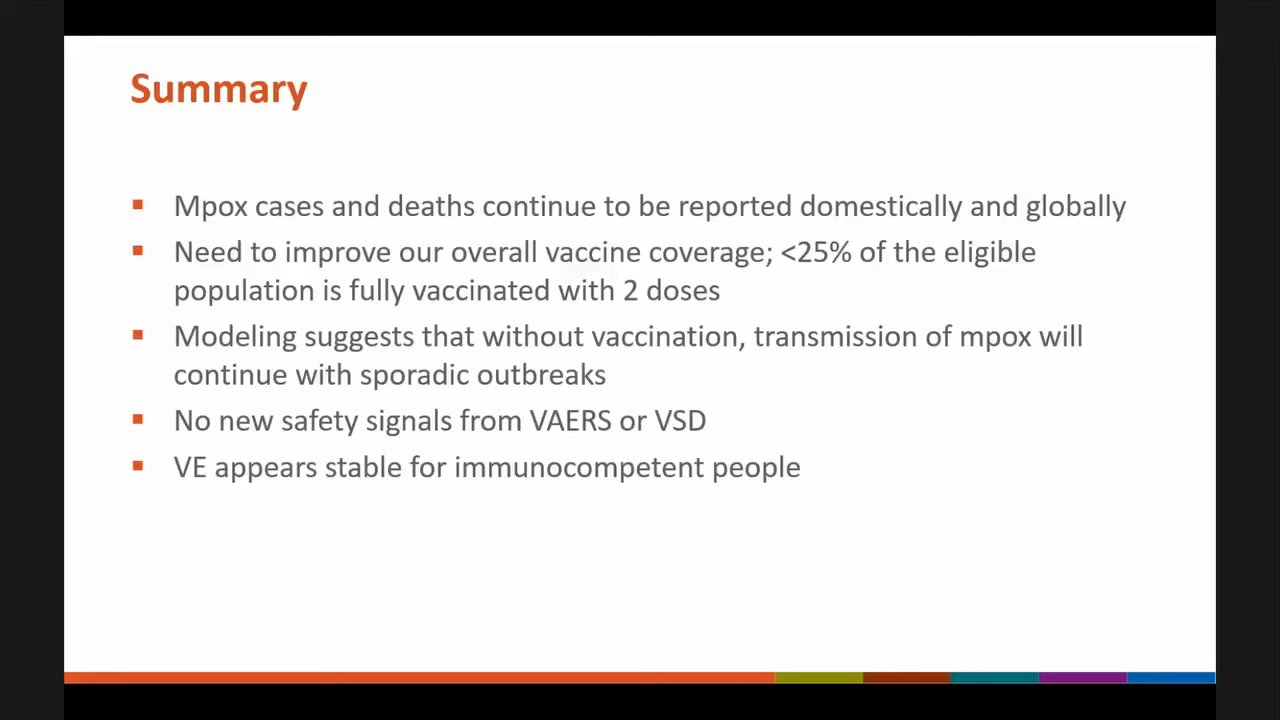 Summary
▪ Mpox cases and deaths continue to be reported domestically and globally
▪ Need to improve our overall vaccine coverage; <25% of the eligible
population is fully vaccinated with 2 doses
▪ Modeling suggests that without vaccination, transmission of mpox will
continue with sporadic outbreaks
▪ No new safety signals from VAERS or VSD
▪ VE appears stable for immunocompetent people